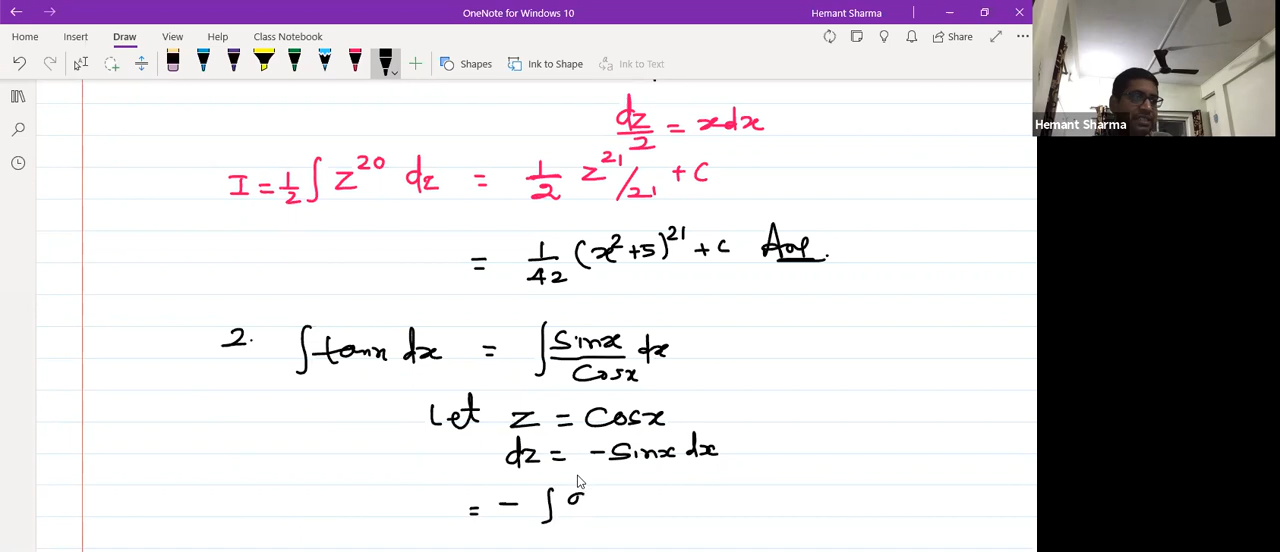 OneNote for Windows 10 Hemant Sharma
Home Insert Draw View Help Class Notebook Share
Shapes Ink to Shape Ink to Text
Hemant Sharma
dz/2 = xdx
I = 1/2 ∫ z^20 dz = 1/2 z^21/21 + C
= 1/42 (x²+5)^21 + C Ans.
2. ∫ tanx dx = ∫ Sinx/Cosx dx
Let z = Cosx
dz = -Sinx dx
= - ∫